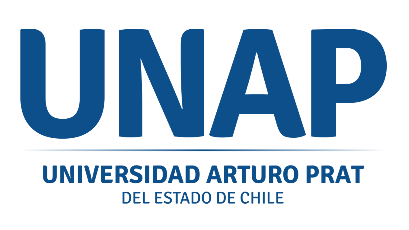 UNAP
UNIVERSIDAD ARTURO PRAT
DEL ESTADO DE CHILE